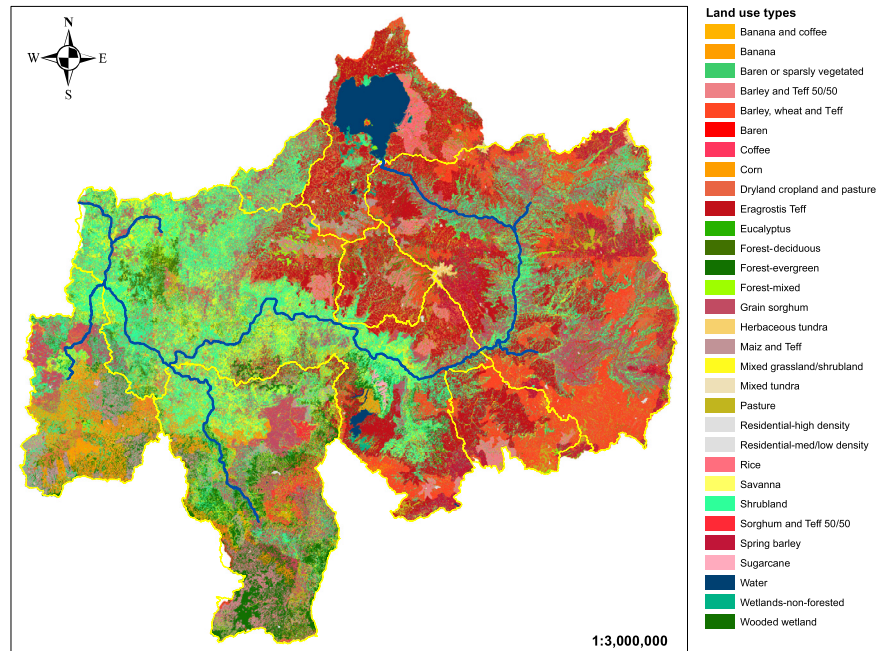 N
W
E
S
1:3,000,000
Land use types
Banana and coffee
Banana
Baren or sparsly vegetated
Barley and Teff 50/50
Barley, wheat and Teff
Baren
Coffee
Corn
Dryland cropland and pasture
Eragrostis Teff
Eucalyptus
Forest-deciduous
Forest-evergreen
Forest-mixed
Grain sorghum
Herbaceous tundra
Maiz and Teff
Mixed grassland/shrubland
Mixed tundra
Pasture
Residential-high density
Residential-med/low density
Rice
Savanna
Shrubland
Sorghum and Teff 50/50
Spring barley
Sugarcane
Water
Wetlands-non-forested
Wooded wetland